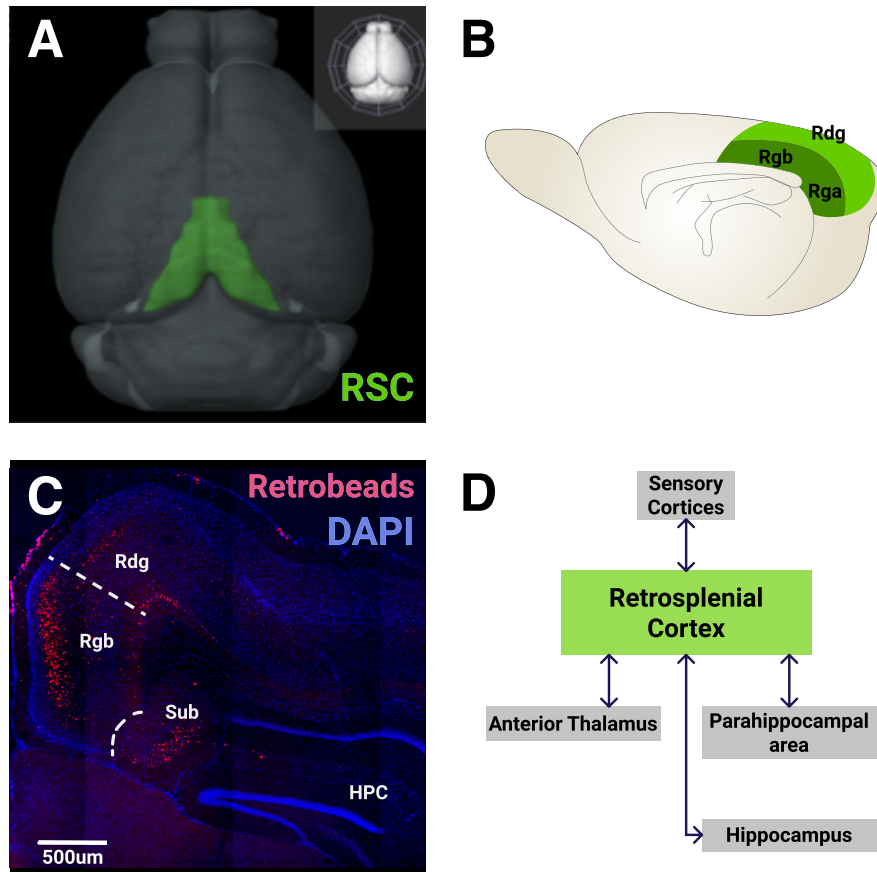 A
RSC
B
Rdg
Rgb
Rga
C
Retrobeads
DAPI
Rdg
Rgb
Sub
HPC
500um
D
Sensory
Cortices
Retrosplenial
Cortex
Anterior Thalamus
Parahippocampal
area
Hippocampus